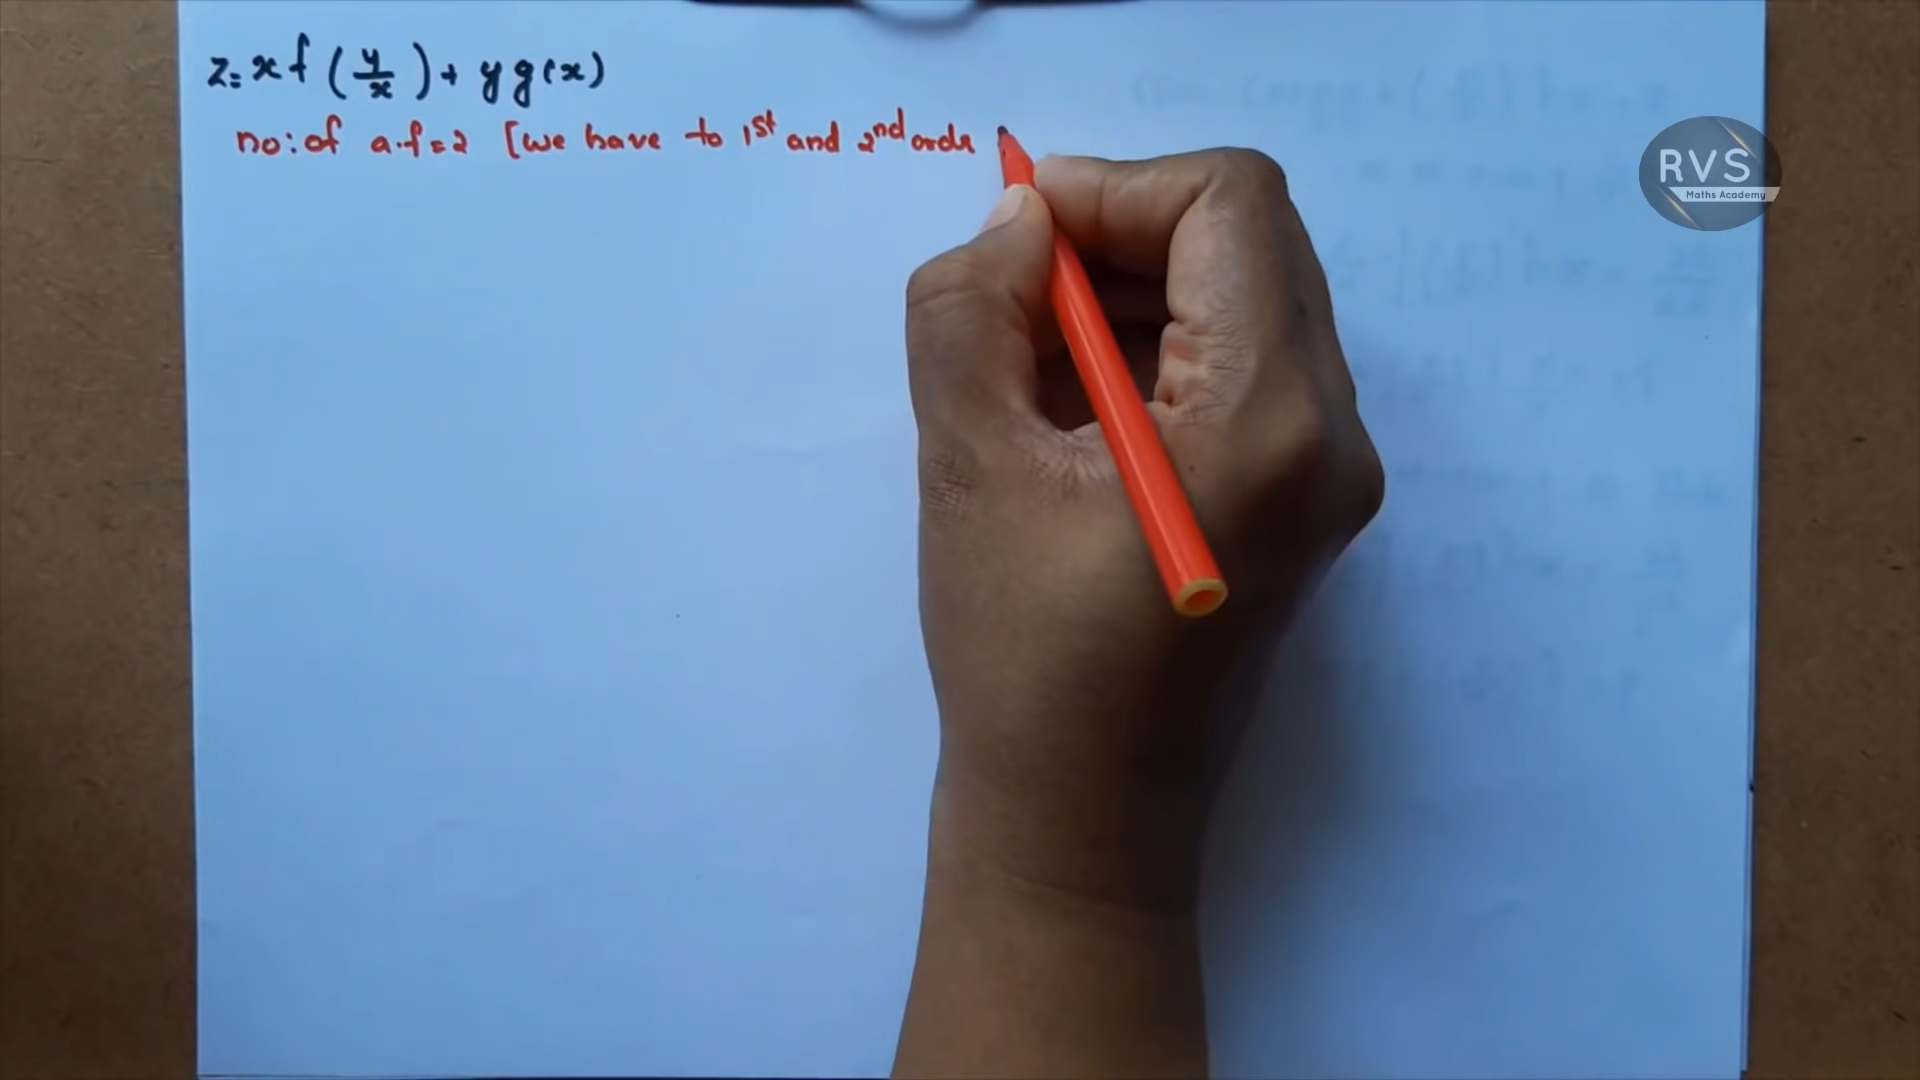 z = x f (y/x) + y g(x)
no: of a.f = 2 [we have to 1st and 2nd orde
RVS
Maths Academy